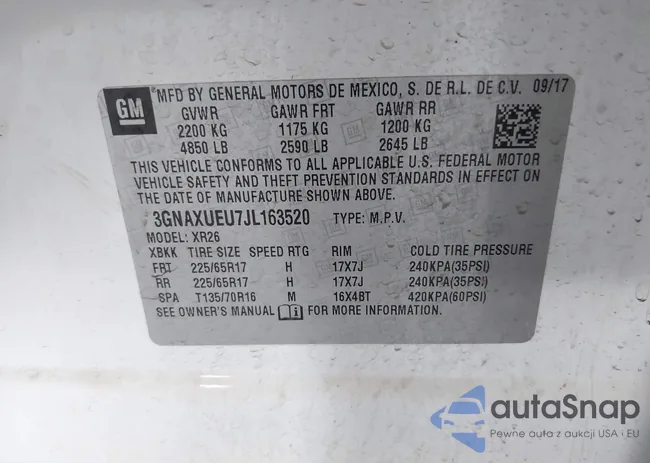 GM MFD BY GENERAL MOTORS DE MEXICO, S. DE R.L. DE C.V. 09/17
GVWR GAWR FRT GAWR RR
2200 KG 1175 KG 1200 KG
4850 LB 2590 LB 2645 LB
THIS VEHICLE CONFORMS TO ALL APPLICABLE U.S. FEDERAL MOTOR
VEHICLE SAFETY AND THEFT PREVENTION STANDARDS IN EFFECT ON
THE DATE OF MANUFACTURE SHOWN ABOVE.
3GNAXUEU7JL163520 TYPE: M.P.V.
MODEL: XR26
XBKK TIRE SIZE SPEED RTG RIM COLD TIRE PRESSURE
FRT 225/65R17 H 17X7J 240KPA(35PSI)
RR 225/65R17 H 17X7J 240KPA(35PSI)
SPA T135/70R16 M 16X4BT 420KPA(60PSI)
SEE OWNER'S MANUAL FOR MORE INFORMATION.
autaSnap
Pewne auta z aukcji USA i EU